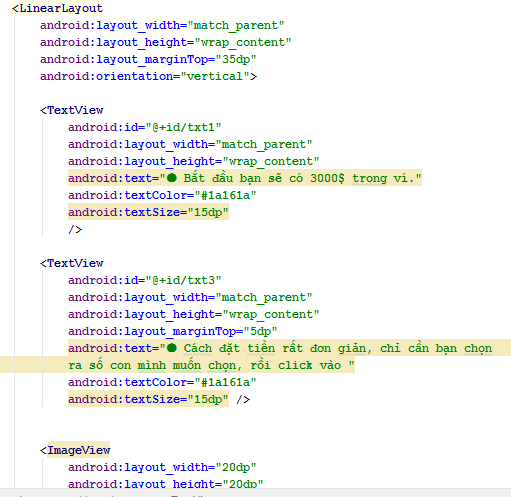 <LinearLayout
android:layout_width="match_parent"
android:layout_height="wrap_content"
android:layout_marginTop="35dp"
android:orientation="vertical">
<TextView
android:id="@+id/txt1"
android:layout_width="match_parent"
android:layout_height="wrap_content"
android:text="● Bắt đầu bạn sẽ có 3000$ trong ví."
android:textColor="#1a161a"
android:textSize="15dp"
/>
<TextView
android:id="@+id/txt3"
android:layout_width="match_parent"
android:layout_height="wrap_content"
android:layout_marginTop="5dp"
android:text="● Cách đặt tiền rất đơn giản, chỉ cần bạn chọn
ra số con mình muốn chọn, rồi click vào "
android:textColor="#1a161a"
android:textSize="15dp" />
<ImageView
android:layout_width="20dp"
android:layout_height="20dp"